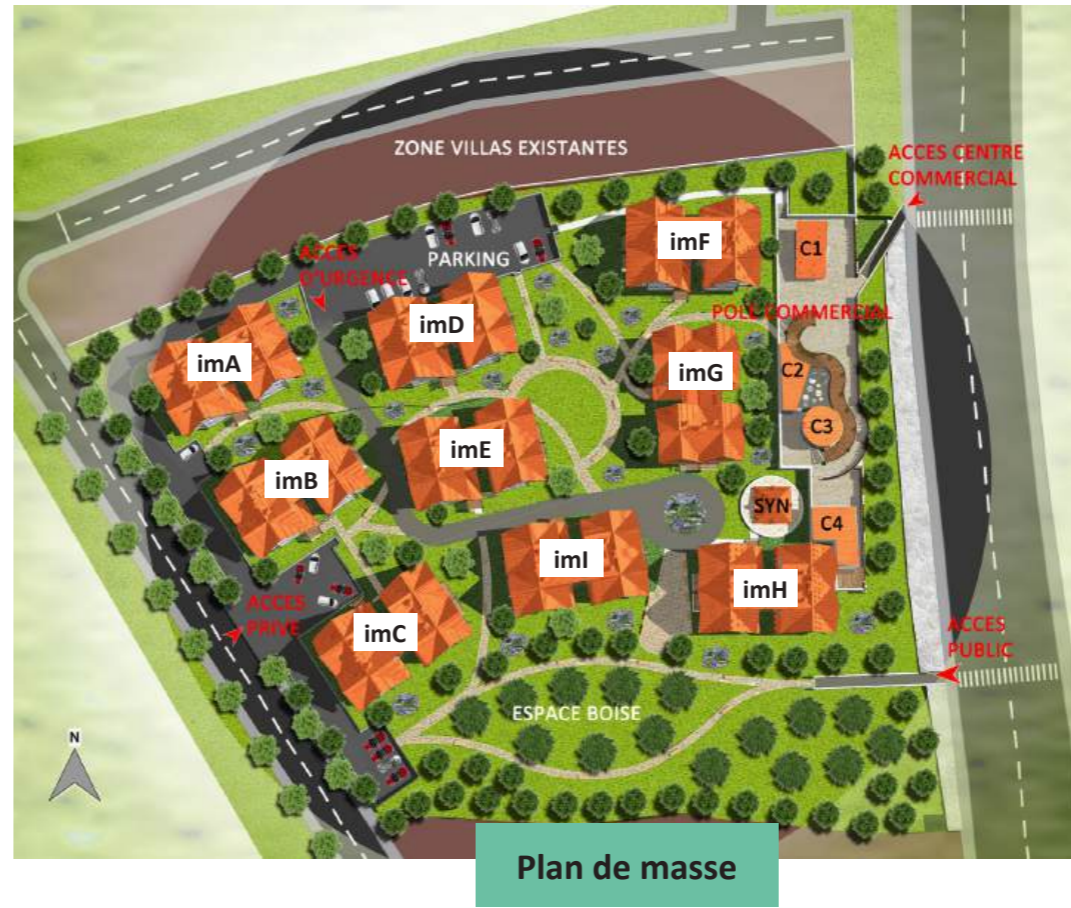 ZONE VILLAS EXISTANTES
ACCES CENTRE
COMMERCIAL
imF
C1
ACCES
D'URGENCE
PARKING
POLE COMMERCIAL
imD
imA
imG
C2
C3
imE
imB
SYN
C4
imI
imH
ACCES
PRIVE
imC
ACCES
PUBLIC
ESPACE BOISE
N
Plan de masse